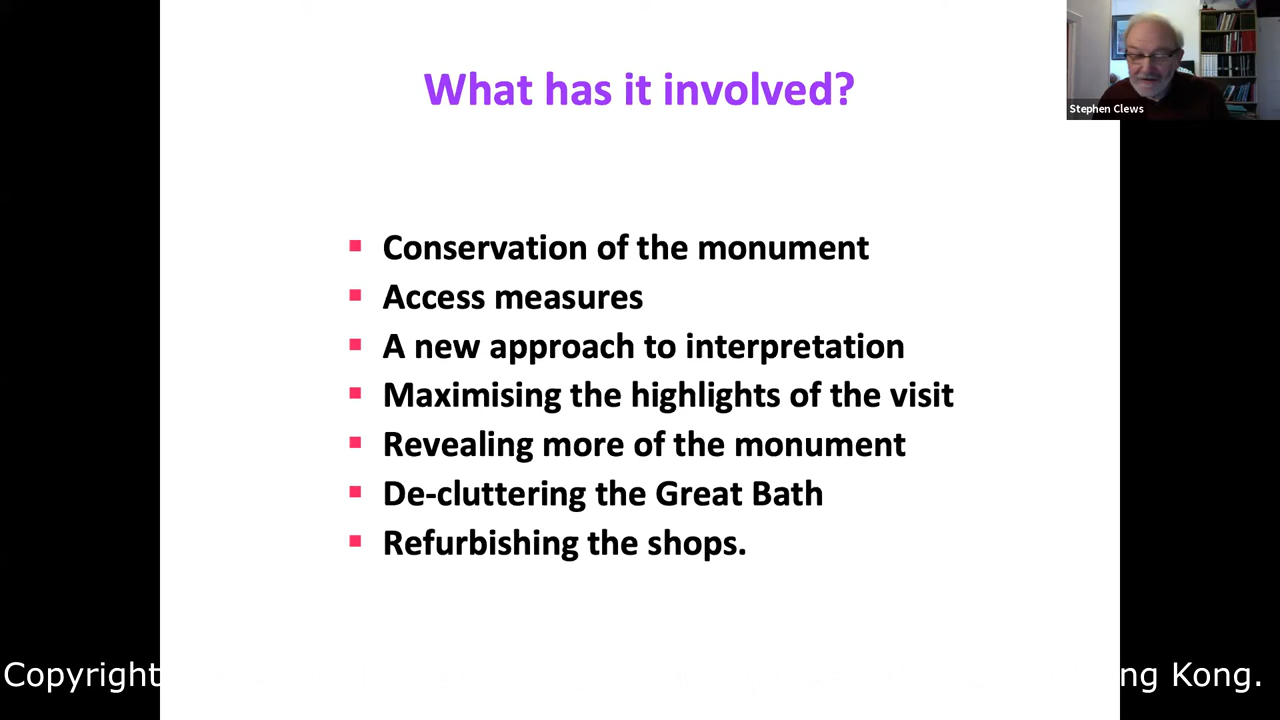 What has it involved?
Stephen Clews
Conservation of the monument
Access measures
A new approach to interpretation
Maximising the highlights of the visit
Revealing more of the monument
De-cluttering the Great Bath
Refurbishing the shops.
Copyright ng Kong.